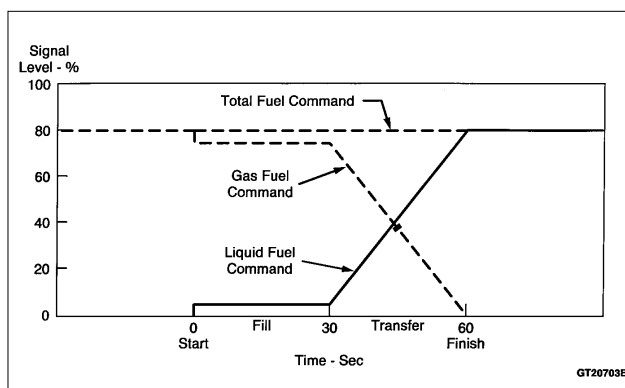 Signal
Level - %
100
80
60
40
20
0
Total Fuel Command
Gas Fuel
Command
Liquid Fuel
Command
0 Fill 30 Transfer 60
Start Finish
Time - Sec
GT20703B